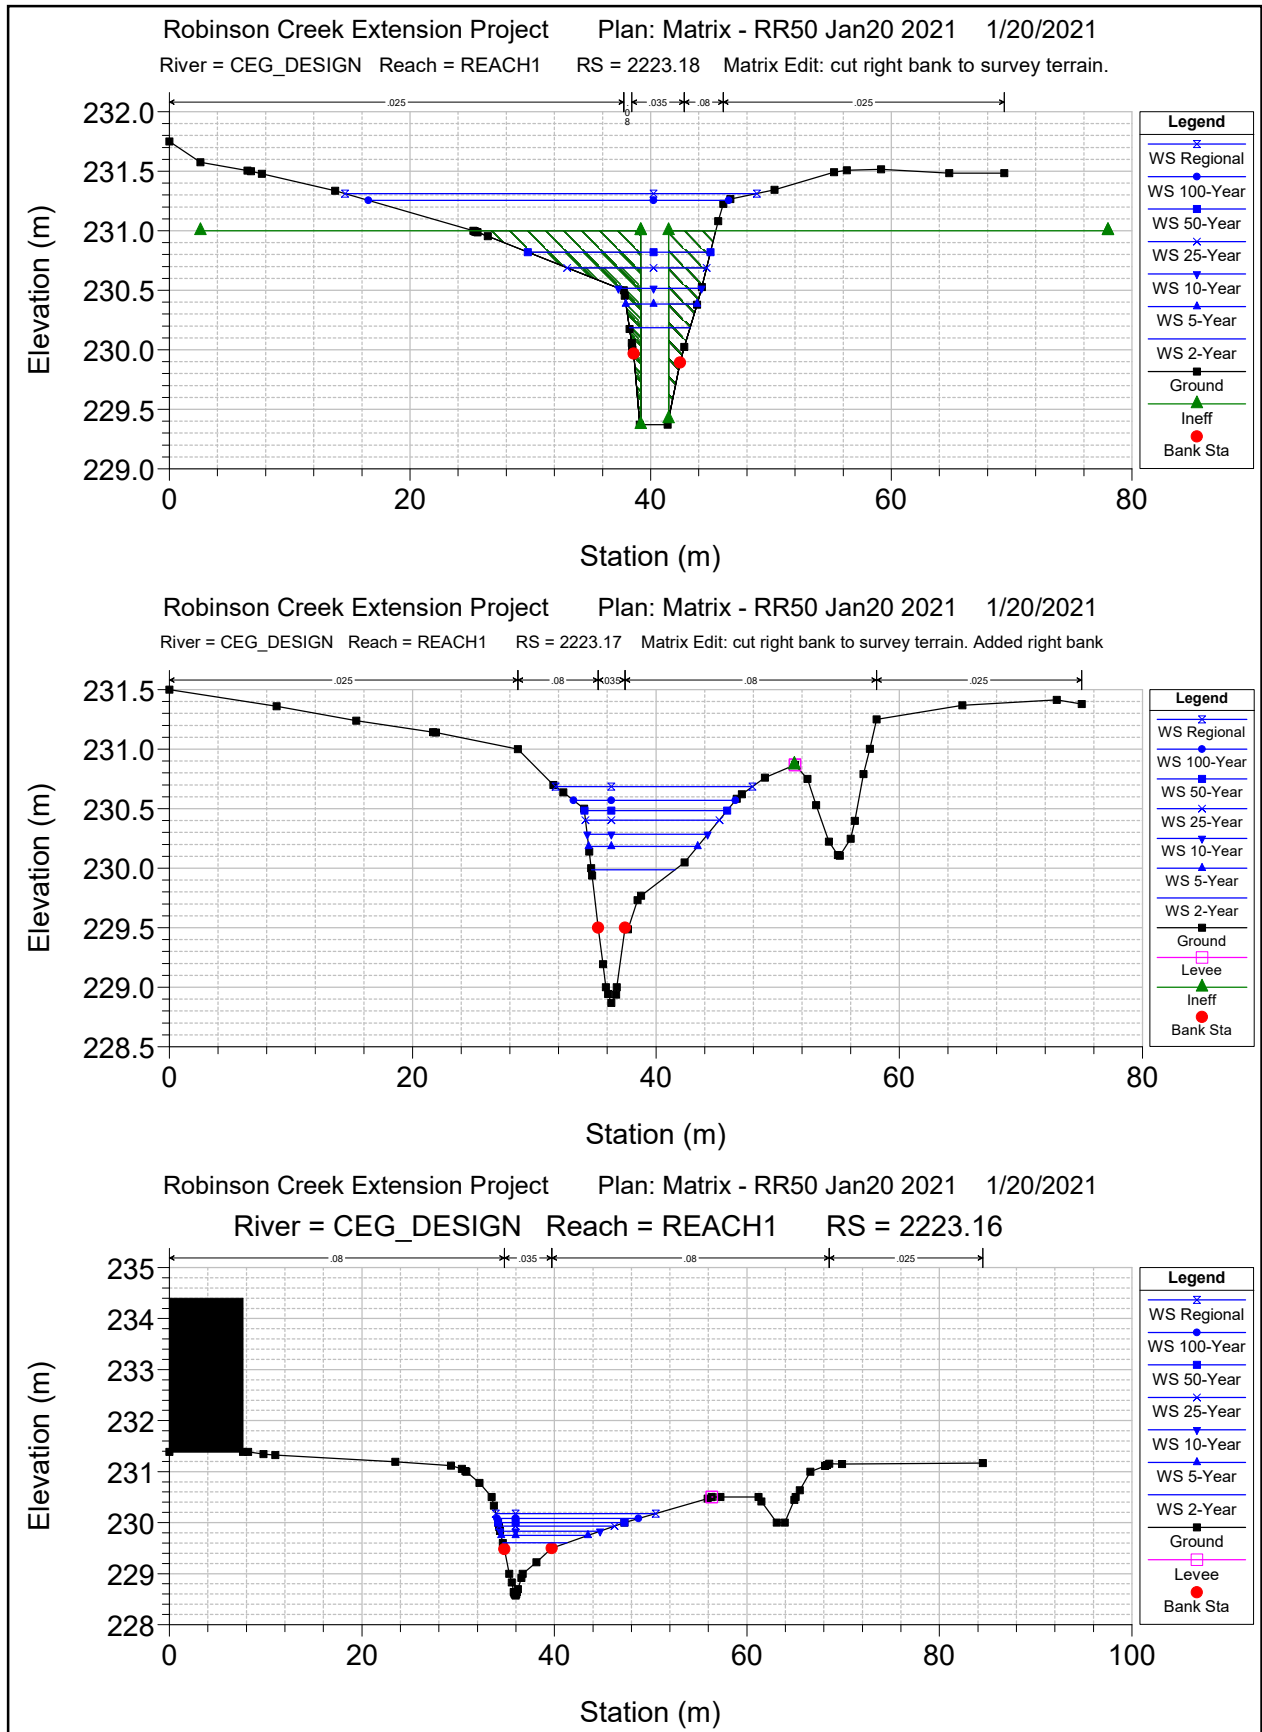 Robinson Creek Extension Project Plan: Matrix - RR50 Jan20 2021 1/20/2021
River = CEG_DESIGN Reach = REACH1 RS = 2223.18 Matrix Edit: cut right bank to survey terrain.
.025 .08 .035 .08 .025
232.0
231.5
231.0
230.5
230.0
229.5
229.0
Elevation (m)
0 20 40 60 80
Station (m)
Legend
WS Regional
WS 100-Year
WS 50-Year
WS 25-Year
WS 10-Year
WS 5-Year
WS 2-Year
Ground
Ineff
Bank Sta
Robinson Creek Extension Project Plan: Matrix - RR50 Jan20 2021 1/20/2021
River = CEG_DESIGN Reach = REACH1 RS = 2223.17 Matrix Edit: cut right bank to survey terrain. Added right bank
.025 .08 .035 .08 .025
231.5
231.0
230.5
230.0
229.5
229.0
228.5
Elevation (m)
0 20 40 60 80
Station (m)
Legend
WS Regional
WS 100-Year
WS 50-Year
WS 25-Year
WS 10-Year
WS 5-Year
WS 2-Year
Ground
Levee
Ineff
Bank Sta
Robinson Creek Extension Project Plan: Matrix - RR50 Jan20 2021 1/20/2021
River = CEG_DESIGN Reach = REACH1 RS = 2223.16
.08 .035 .08 .025
235
234
233
232
231
230
229
228
Elevation (m)
0 20 40 60 80 100
Station (m)
Legend
WS Regional
WS 100-Year
WS 50-Year
WS 25-Year
WS 10-Year
WS 5-Year
WS 2-Year
Ground
Levee
Bank Sta